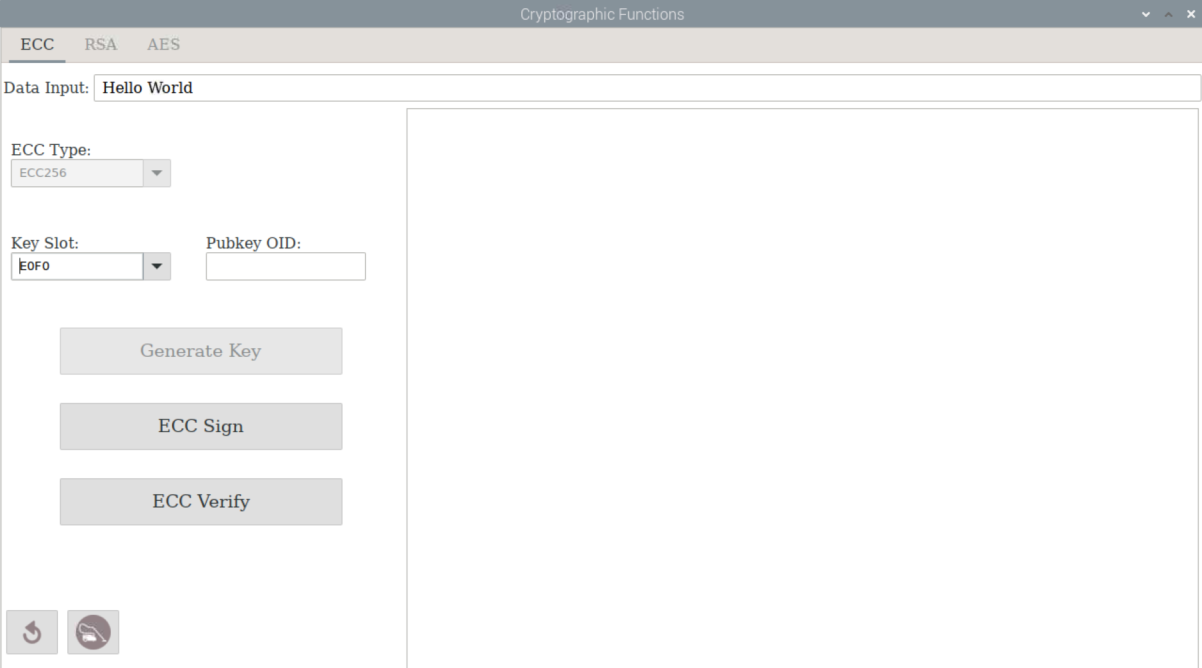 Cryptographic Functions
ECC RSA AES
Data Input: Hello World
ECC Type:
ECC256
Key Slot: Pubkey OID:
E0F0
Generate Key
ECC Sign
ECC Verify